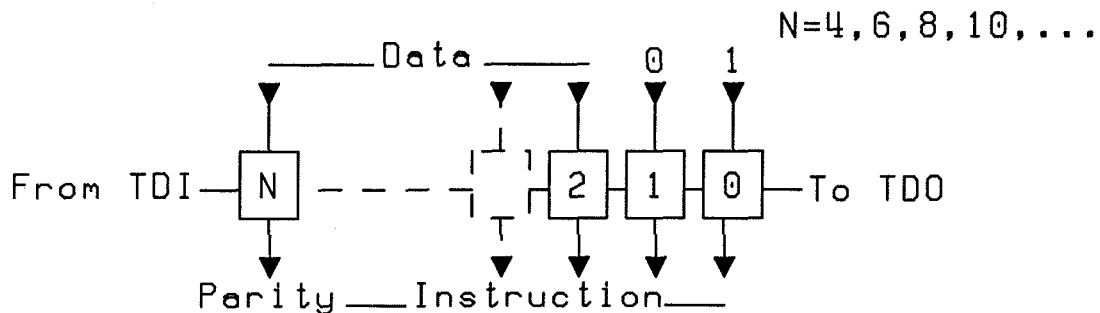 N=4,6,8,10,...
Data 0 1
From TDI N 2 1 0 To TDO
Parity Instruction